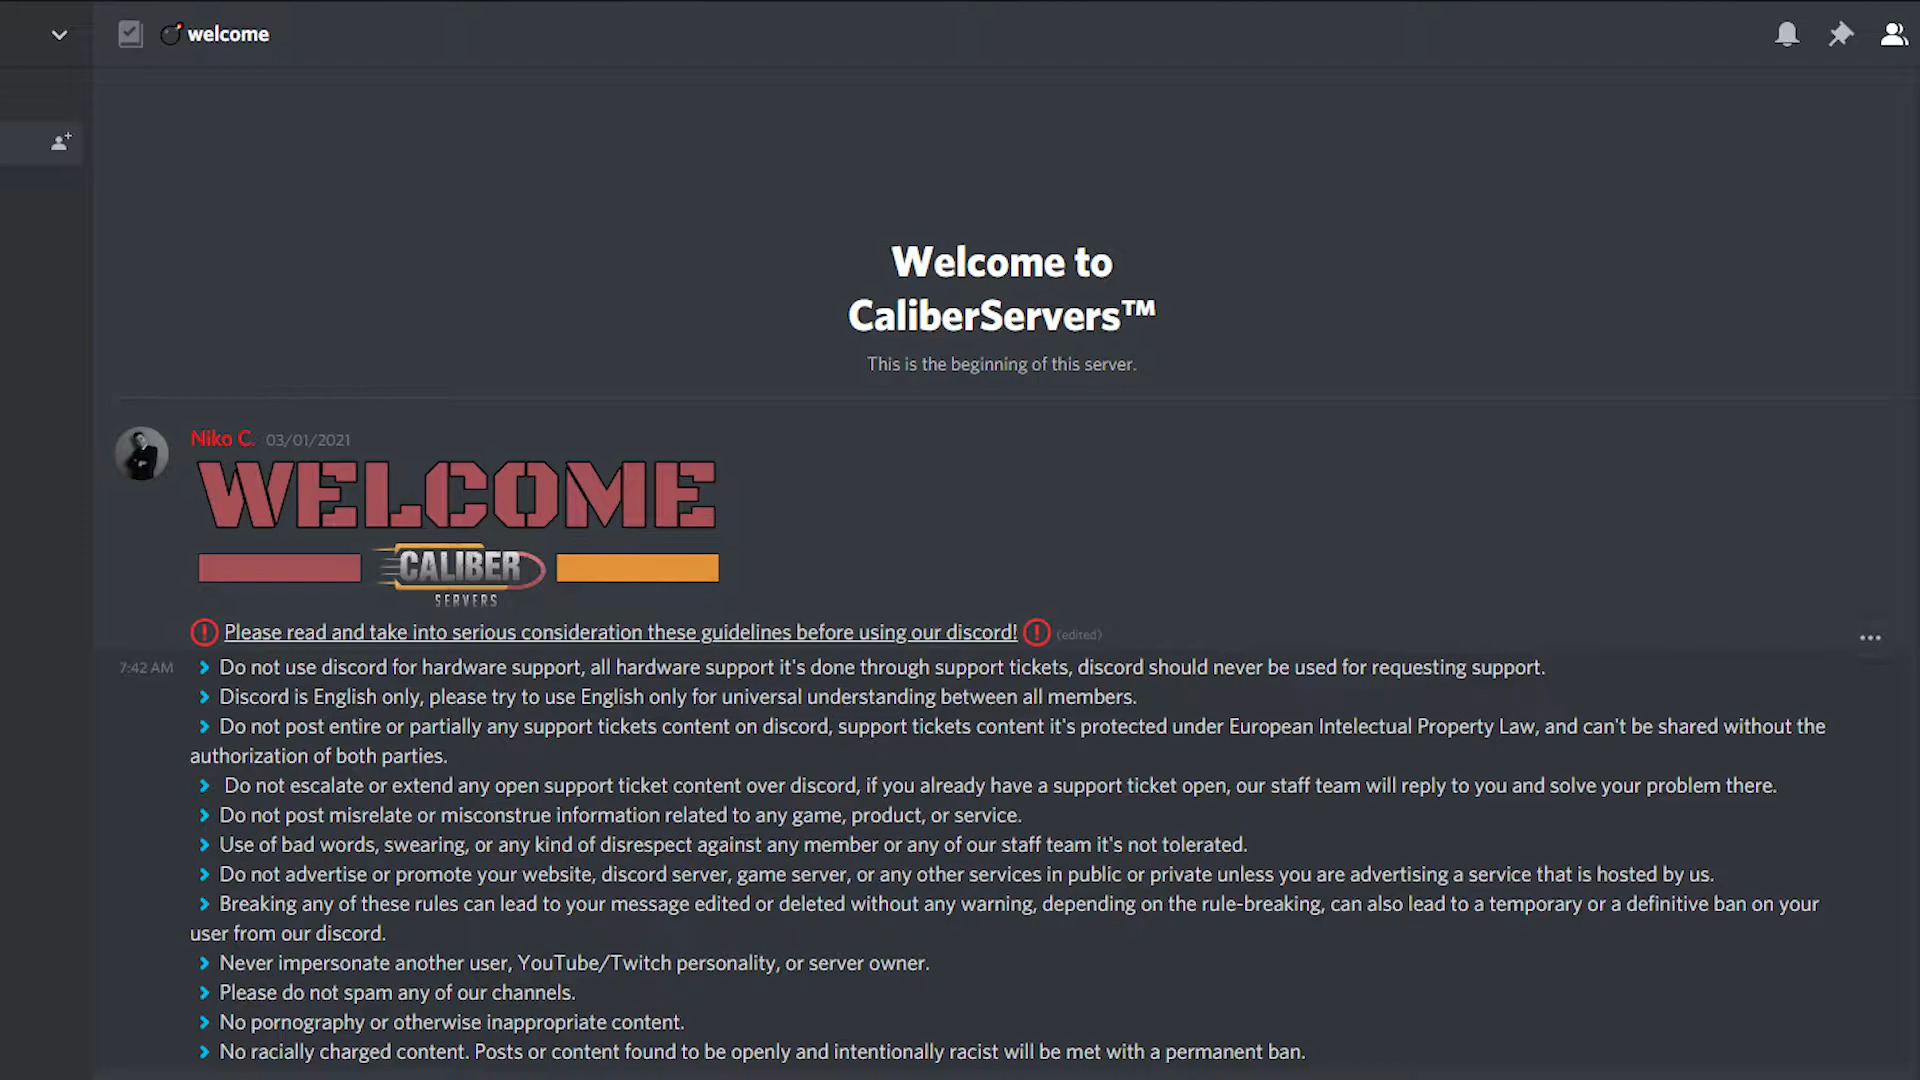 welcome
Welcome to
CaliberServers™
This is the beginning of this server.
Niko C. 03/01/2021
WELCOME
CALIBER
SERVERS
Please read and take into serious consideration these guidelines before using our discord! (edited)
7:42 AM Do not use discord for hardware support, all hardware support it's done through support tickets, discord should never be used for requesting support.
Discord is English only, please try to use English only for universal understanding between all members.
Do not post entire or partially any support tickets content on discord, support tickets content it's protected under European Intelectual Property Law, and can't be shared without the
authorization of both parties.
Do not escalate or extend any open support ticket content over discord, if you already have a support ticket open, our staff team will reply to you and solve your problem there.
Do not post misrelate or misconstrue information related to any game, product, or service.
Use of bad words, swearing, or any kind of disrespect against any member or any of our staff team it's not tolerated.
Do not advertise or promote your website, discord server, game server, or any other services in public or private unless you are advertising a service that is hosted by us.
Breaking any of these rules can lead to your message edited or deleted without any warning, depending on the rule-breaking, can also lead to a temporary or a definitive ban on your
user from our discord.
Never impersonate another user, YouTube/Twitch personality, or server owner.
Please do not spam any of our channels.
No pornography or otherwise inappropriate content.
No racially charged content. Posts or content found to be openly and intentionally racist will be met with a permanent ban.